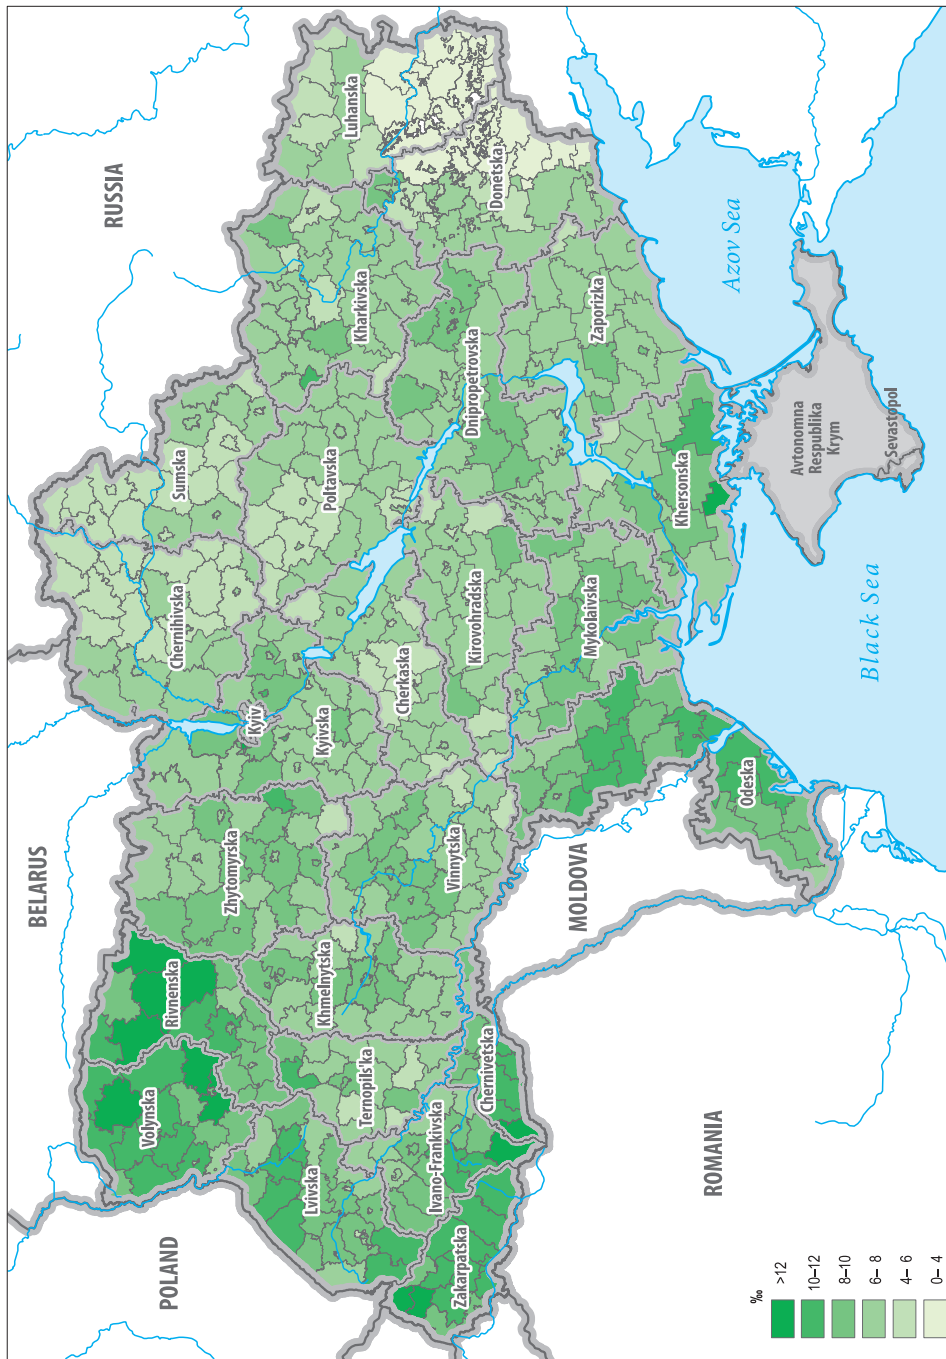 RUSSIA
BELARUS
POLAND
MOLDOVA
ROMANIA
Volynska
Rivnenska
Zhytomyrska
Kyiv
Kyivska
Chernihivska
Sumska
Lvivska
Ternopils'ka
Khmelnytska
Vinnytska
Cherkaska
Poltavska
Kharkivska
Luhanska
Zakarpatska
Ivano-Frankivska
Chernivetska
Kirovohradska
Dnipropetrovska
Donetska
Odeska
Mykolaivska
Khersonska
Zaporizka
Avtonomna
Respublika
Krym
Sevastopol
Azov Sea
Black Sea
‰
>12
10–12
8–10
6– 8
4– 6
0– 4